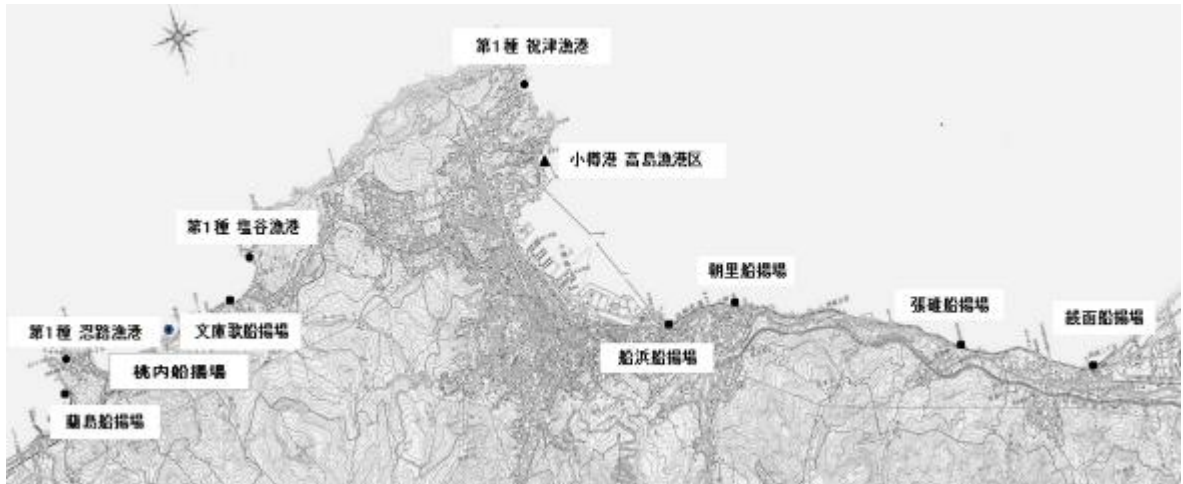 第1種 祝津漁港
小樽港 高島漁港区
第1種 塩谷漁港
朝里船揚場
張碓船揚場
銭函船揚場
第1種 忍路漁港
文庫歌船揚場
船浜船揚場
桃内船揚場
蘭島船揚場